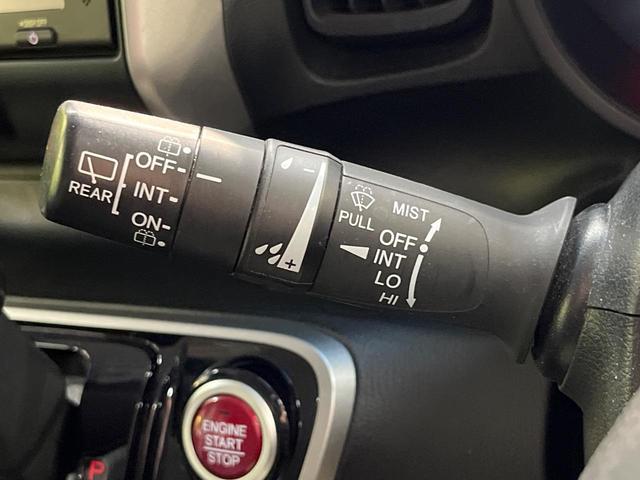 REAR
OFF-
INT-
ON-
-
+
PULL
MIST
OFF
INT
LO
HI
ENGINE
START
STOP
P